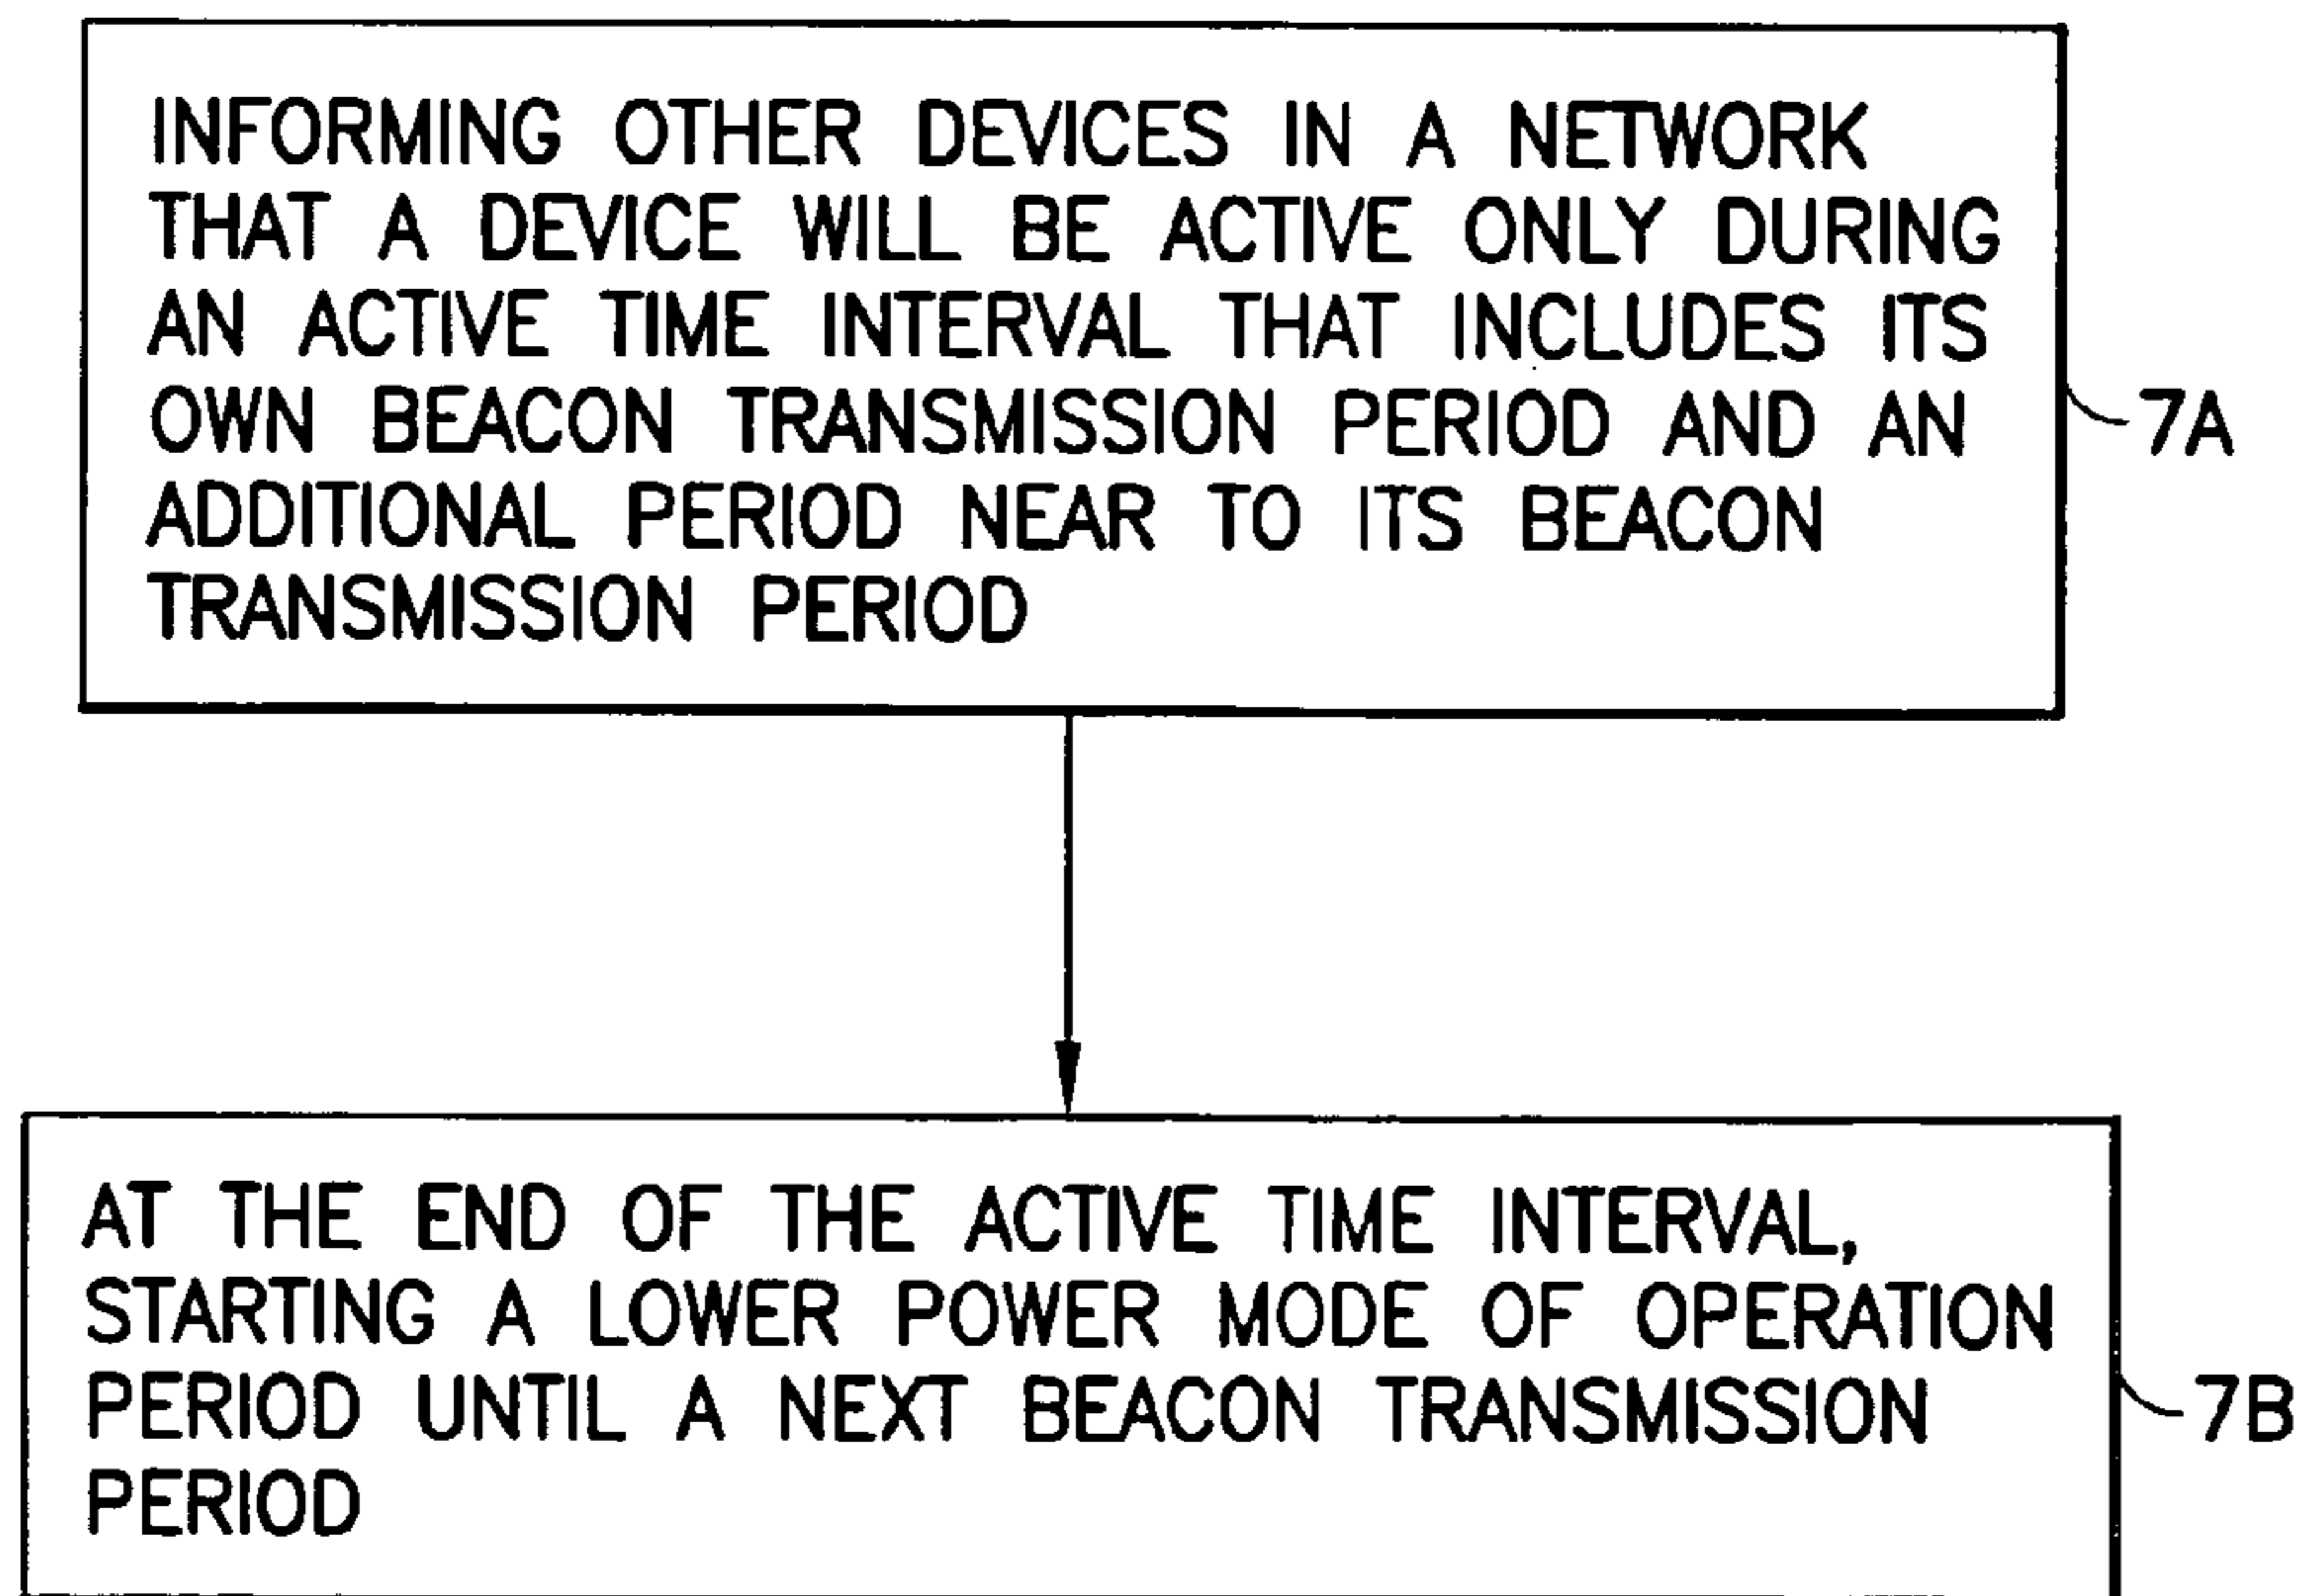 INFORMING OTHER DEVICES IN A NETWORK
THAT A DEVICE WILL BE ACTIVE ONLY DURING
AN ACTIVE TIME INTERVAL THAT INCLUDES ITS
OWN BEACON TRANSMISSION PERIOD AND AN
ADDITIONAL PERIOD NEAR TO ITS BEACON
TRANSMISSION PERIOD
7A
AT THE END OF THE ACTIVE TIME INTERVAL,
STARTING A LOWER POWER MODE OF OPERATION
PERIOD UNTIL A NEXT BEACON TRANSMISSION
PERIOD
7B